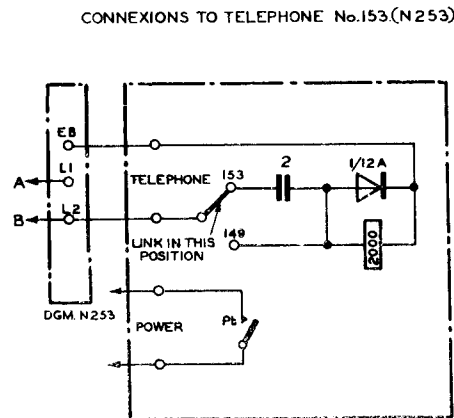 CONNEXIONS TO TELEPHONE No.153.(N253)
EB
L1
A
TELEPHONE
153
2
1/12A
L2
B
LINK IN THIS
POSITION
149
2000
DGM. N253
POWER
Pt